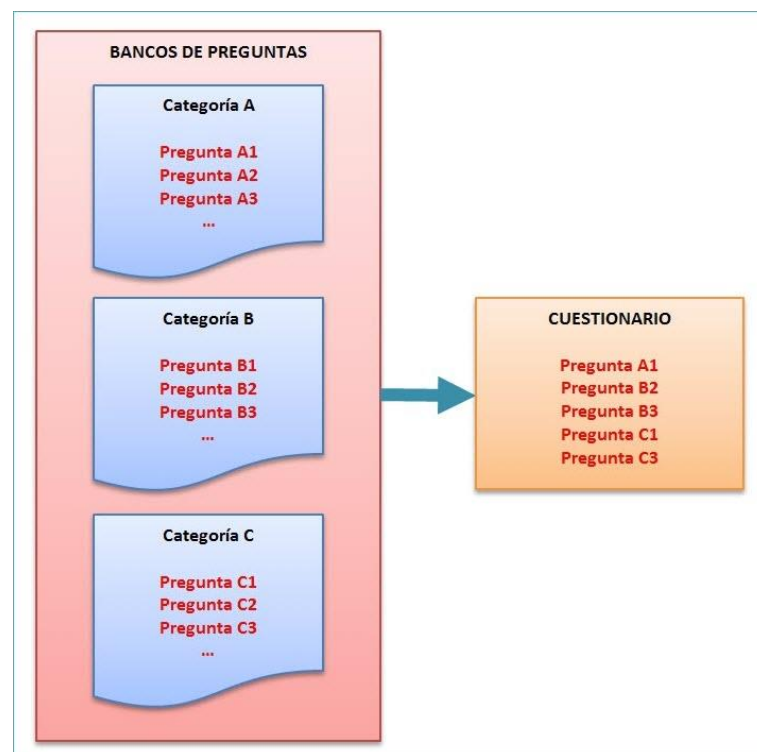 BANCOS DE PREGUNTAS
Categoría A
Pregunta A1
Pregunta A2
Pregunta A3
...
Categoría B
Pregunta B1
Pregunta B2
Pregunta B3
...
Categoría C
Pregunta C1
Pregunta C2
Pregunta C3
...
CUESTIONARIO
Pregunta A1
Pregunta B2
Pregunta B3
Pregunta C1
Pregunta C3